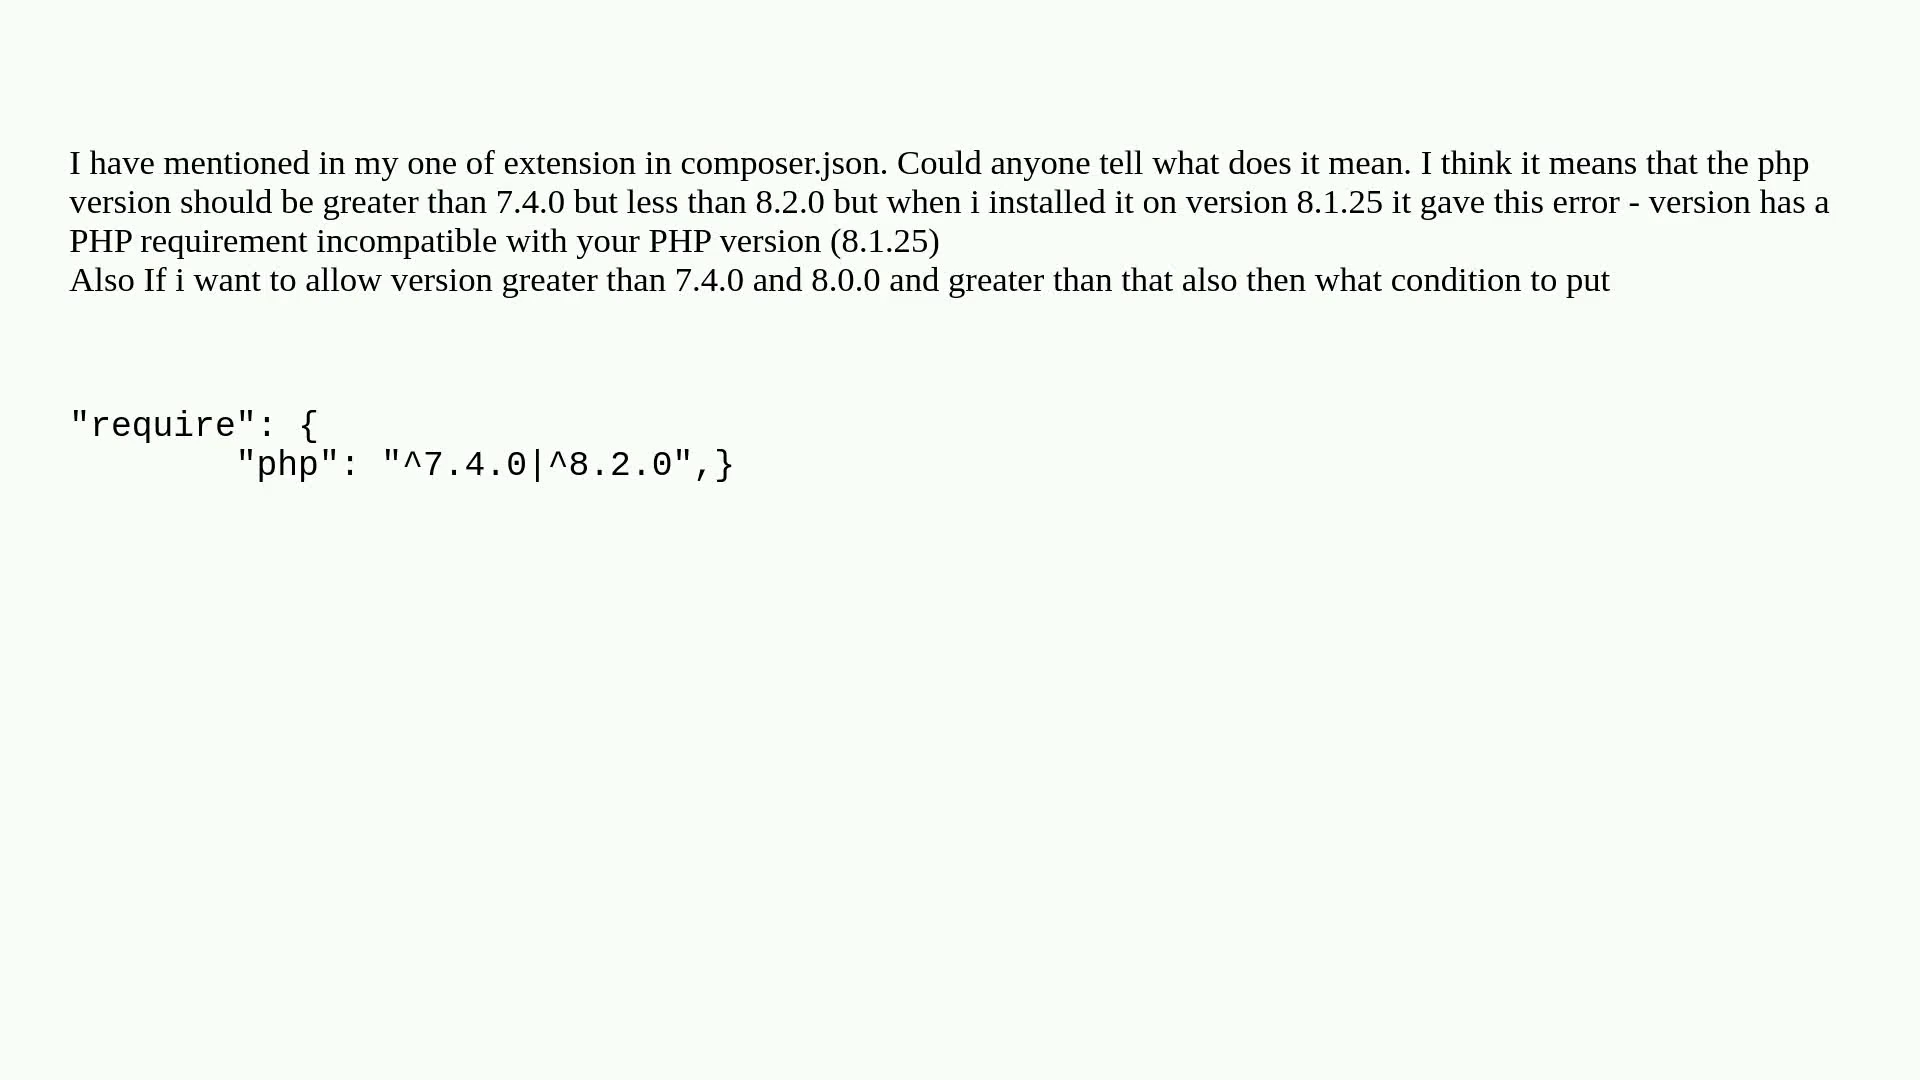 I have mentioned in my one of extension in composer.json. Could anyone tell what does it mean. I think it means that the php
version should be greater than 7.4.0 but less than 8.2.0 but when i installed it on version 8.1.25 it gave this error - version has a
PHP requirement incompatible with your PHP version (8.1.25)
Also If i want to allow version greater than 7.4.0 and 8.0.0 and greater than that also then what condition to put
"require": {
        "php": "^7.4.0|^8.2.0",}